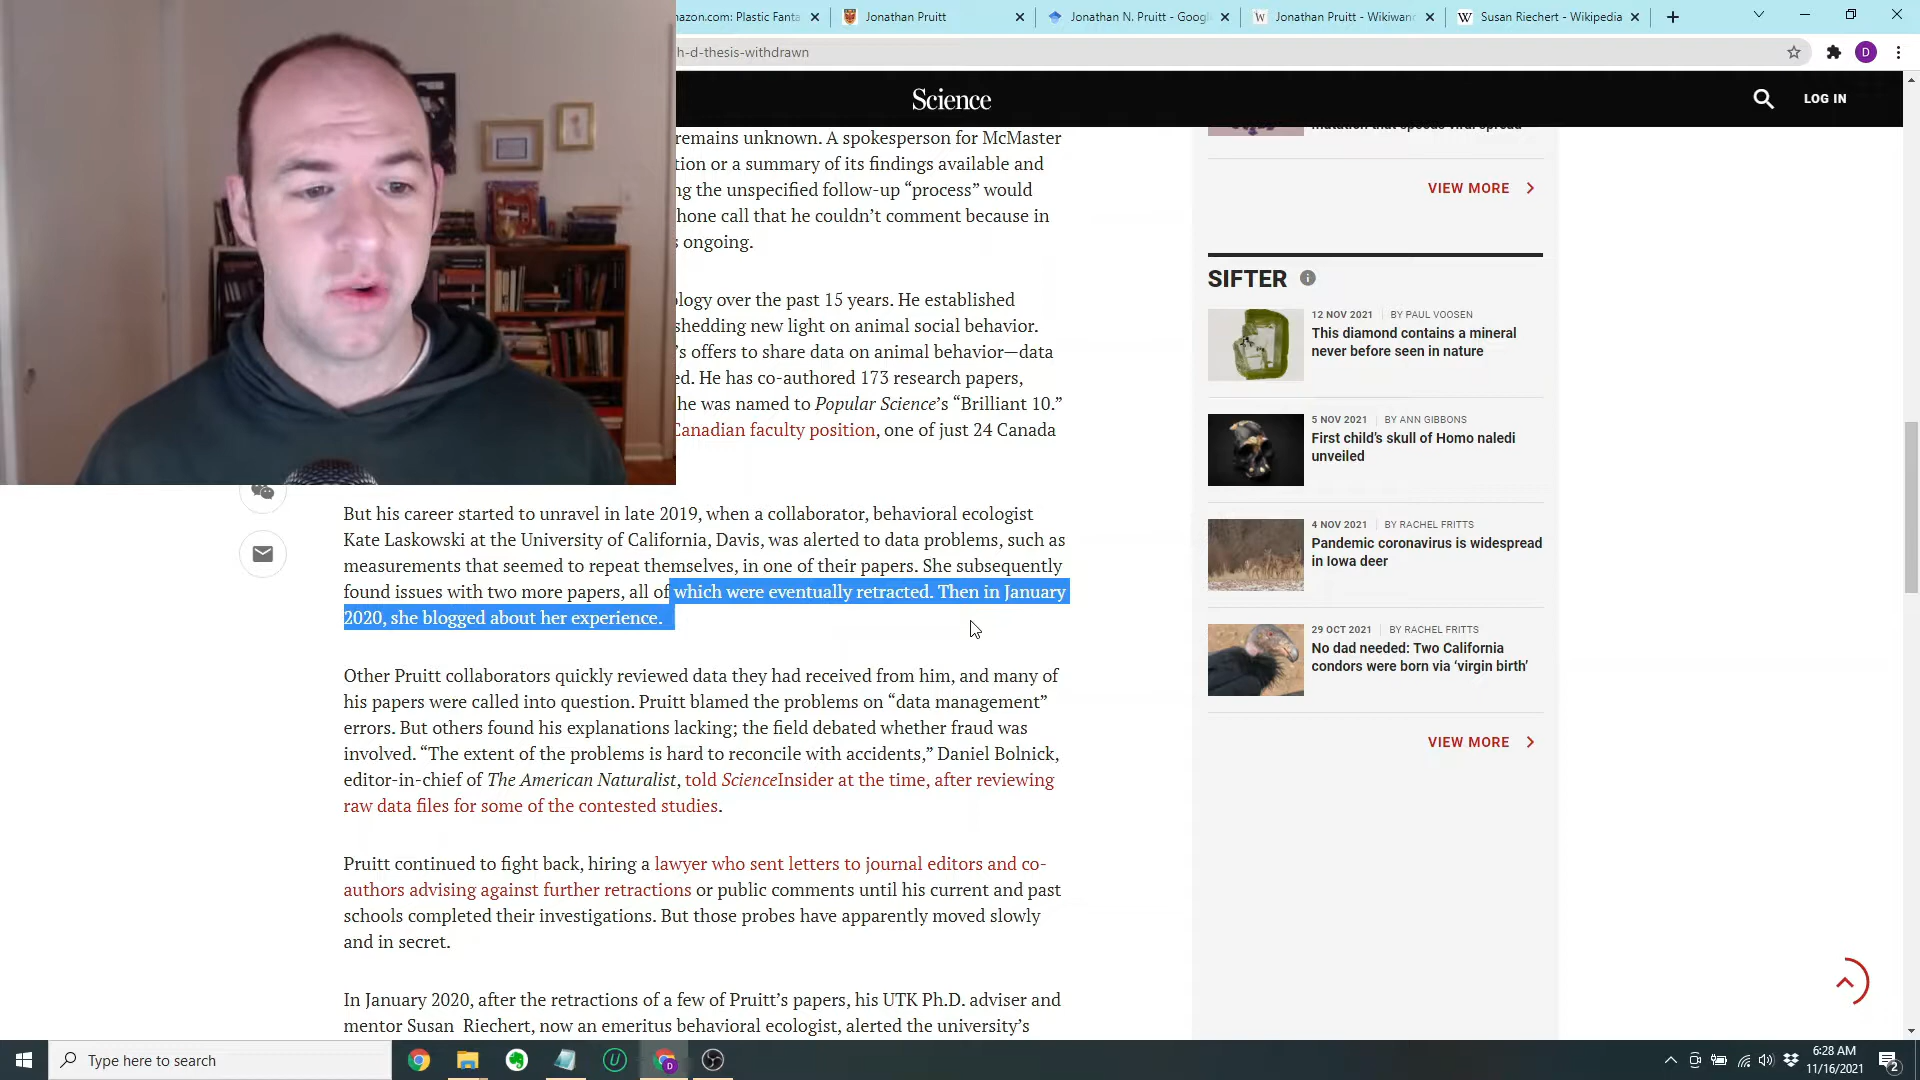 mazon.com: Plastic Fanta
Jonathan Pruitt
Jonathan N. Pruitt - Googl
Jonathan Pruitt - Wikiwand
Susan Riechert - Wikipedia
h-d-thesis-withdrawn
D
Science
LOG IN
remains unknown. A spokesperson for McMaster
tion or a summary of its findings available and
ng the unspecified follow-up “process” would
hone call that he couldn’t comment because in
s ongoing.
ology over the past 15 years. He established
shedding new light on animal social behavior.
’s offers to share data on animal behavior—data
ed. He has co-authored 173 research papers,
he was named to Popular Science’s “Brilliant 10.”
Canadian faculty position, one of just 24 Canada
But his career started to unravel in late 2019, when a collaborator, behavioral ecologist
Kate Laskowski at the University of California, Davis, was alerted to data problems, such as
measurements that seemed to repeat themselves, in one of their papers. She subsequently
found issues with two more papers, all of which were eventually retracted. Then in January
2020, she blogged about her experience.
Other Pruitt collaborators quickly reviewed data they had received from him, and many of
his papers were called into question. Pruitt blamed the problems on “data management”
errors. But others found his explanations lacking; the field debated whether fraud was
involved. “The extent of the problems is hard to reconcile with accidents,” Daniel Bolnick,
editor-in-chief of The American Naturalist, told ScienceInsider at the time, after reviewing
raw data files for some of the contested studies.
Pruitt continued to fight back, hiring a lawyer who sent letters to journal editors and co-
authors advising against further retractions or public comments until his current and past
schools completed their investigations. But those probes have apparently moved slowly
and in secret.
In January 2020, after the retractions of a few of Pruitt’s papers, his UTK Ph.D. adviser and
mentor Susan Riechert, now an emeritus behavioral ecologist, alerted the university’s
mutation that speeds viral spread
VIEW MORE
SIFTER
12 NOV 2021 BY PAUL VOOSEN
This diamond contains a mineral
never before seen in nature
5 NOV 2021 BY ANN GIBBONS
First child’s skull of Homo naledi
unveiled
4 NOV 2021 BY RACHEL FRITTS
Pandemic coronavirus is widespread
in Iowa deer
29 OCT 2021 BY RACHEL FRITTS
No dad needed: Two California
condors were born via ‘virgin birth’
VIEW MORE
Type here to search
6:28 AM
11/16/2021
2